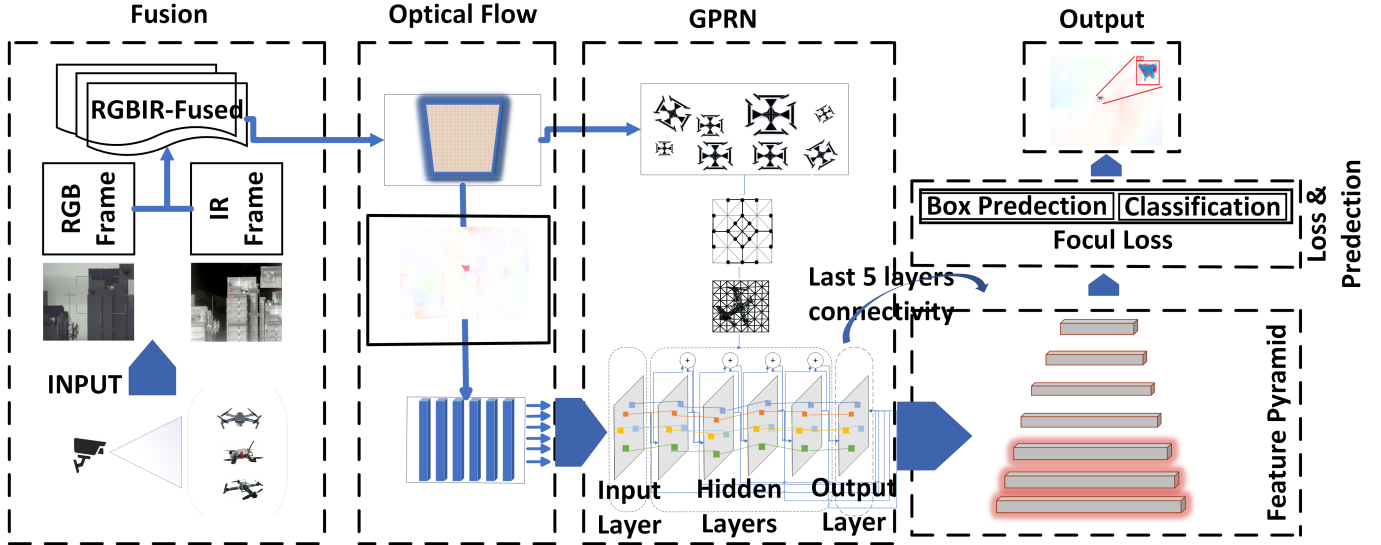 Fusion
Optical Flow
GPRN
Output
RGBIR-Fused
RGB
Frame
IR
Frame
INPUT
Last 5 layers
connectivity
+
+
+
+
Input
Layer
Hidden
Layers
Output
Layer
Box Predection
Classification
Focul Loss
Loss &
Predection
Feature Pyramid